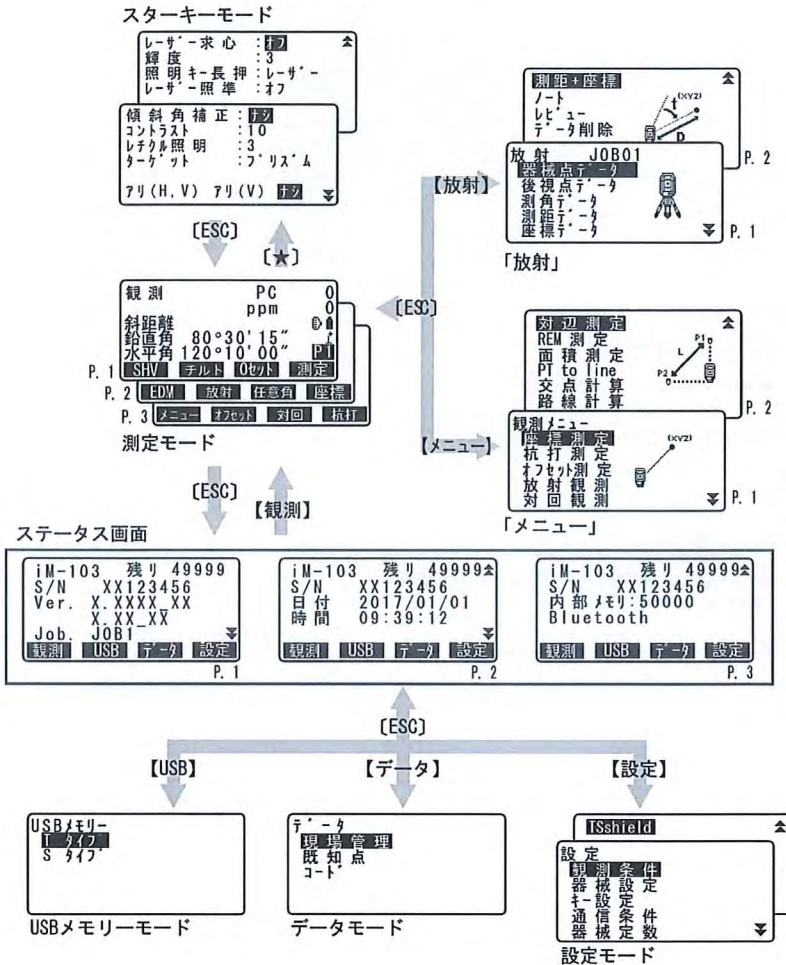 スターキーモード
レーザー求心 :オフ
輝度 :3
照明キー長押:レーザー
レーザー照準 :オフ
傾斜角補正:ナシ
コントラスト :10
レチクル照明 :3
ターゲット :プリズム
アリ(H,V) アリ(V) ナシ
[ESC]
[★]
観測 PC 0
ppm 0
斜距離
鉛直角 80°30'15"
水平角 120°10'00" P1
P. 1 SHV チルト 0セット 測定
P. 2 EDM 放射 任意角 座標
P. 3 メニュー オフセット 対回 杭打
測定モード
[ESC]
【観測】
[ESC]
【放射】
測距+座標
ノート
レビュー
データ削除
(XYZ)
t
D
P. 2
放射 JOB01
器械点データ
後視点データ
測角データ
測距データ
座標データ
P. 1
「放射」
【メニュー】
対辺測定
REM測定
面積測定
PT to line
交点計算
路線計算
P1
L
P2
P. 2
観測メニュー
座標測定
杭打測定
オフセット測定
放射観測
対回観測
(XYZ)
P. 1
「メニュー」
ステータス画面
iM-103 残り 49999
S/N XX123456
Ver. X.XXXX_XX
X.XX_XX
Job. JOB1
観測 USB データ 設定
P. 1
iM-103 残り 49999
S/N XX123456
日付 2017/01/01
時間 09:39:12
観測 USB データ 設定
P. 2
iM-103 残り 49999
S/N XX123456
内部メモリ:50000
Bluetooth
観測 USB データ 設定
P. 3
[ESC]
【USB】
【データ】
【設定】
USBメモリー
T タイプ
S タイプ
USBメモリーモード
データ
現場管理
既知点
コード
データモード
TSshield
設定
観測条件
器械設定
キー設定
通信条件
器械定数
設定モード